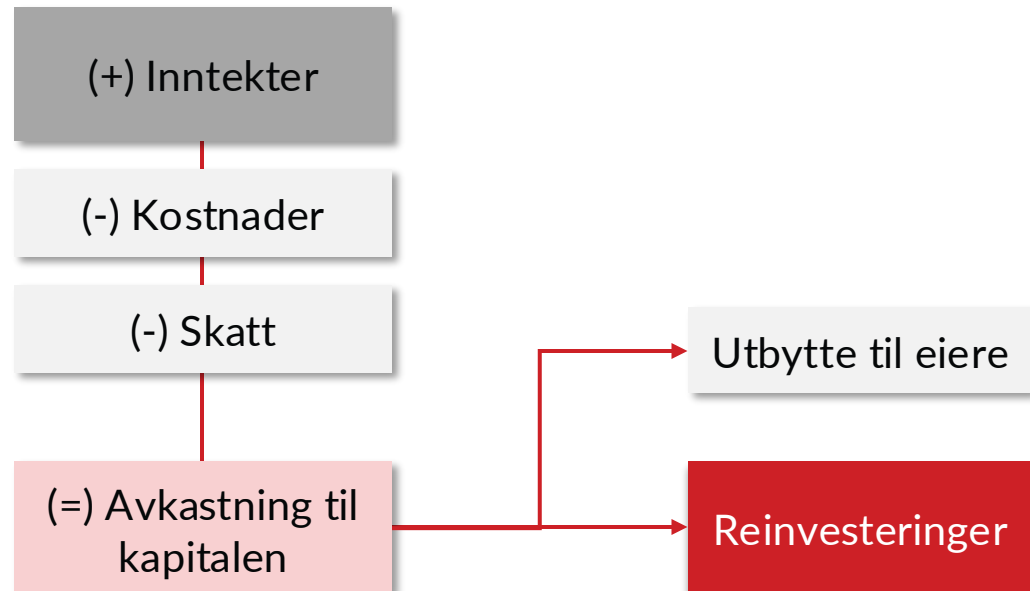 (+) Inntekter
(-) Kostnader
(-) Skatt
Utbytte til eiere
(=) Avkastning til
kapitalen
Reinvesteringer